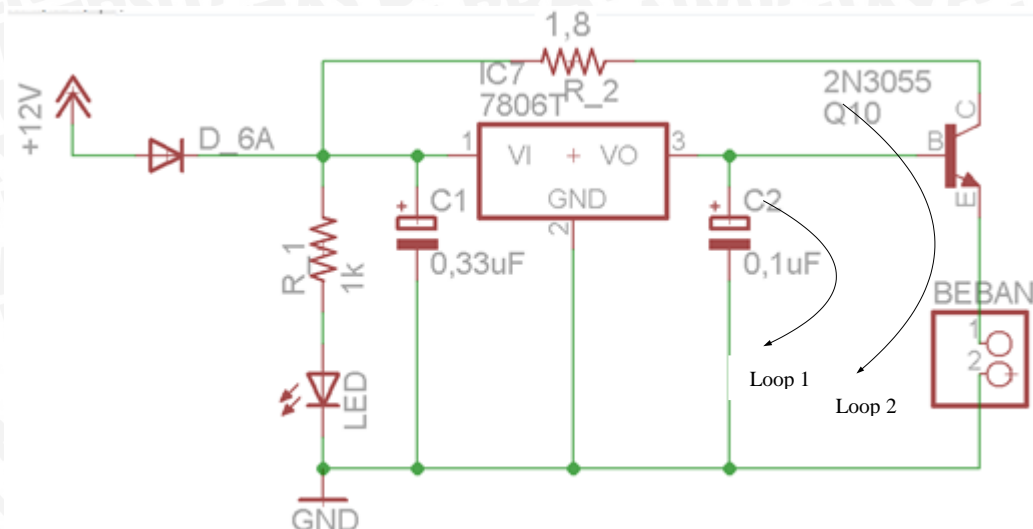 1,8
R_2
+12V
D_6A
IC7
7806T
1
VI
+
VO
3
GND
2
2N3055
Q10
B
C
E
R_1
1k
+
C1
0,33uF
+
C2
0,1uF
LED
BEBAN
1
2
Loop 1
Loop 2
GND